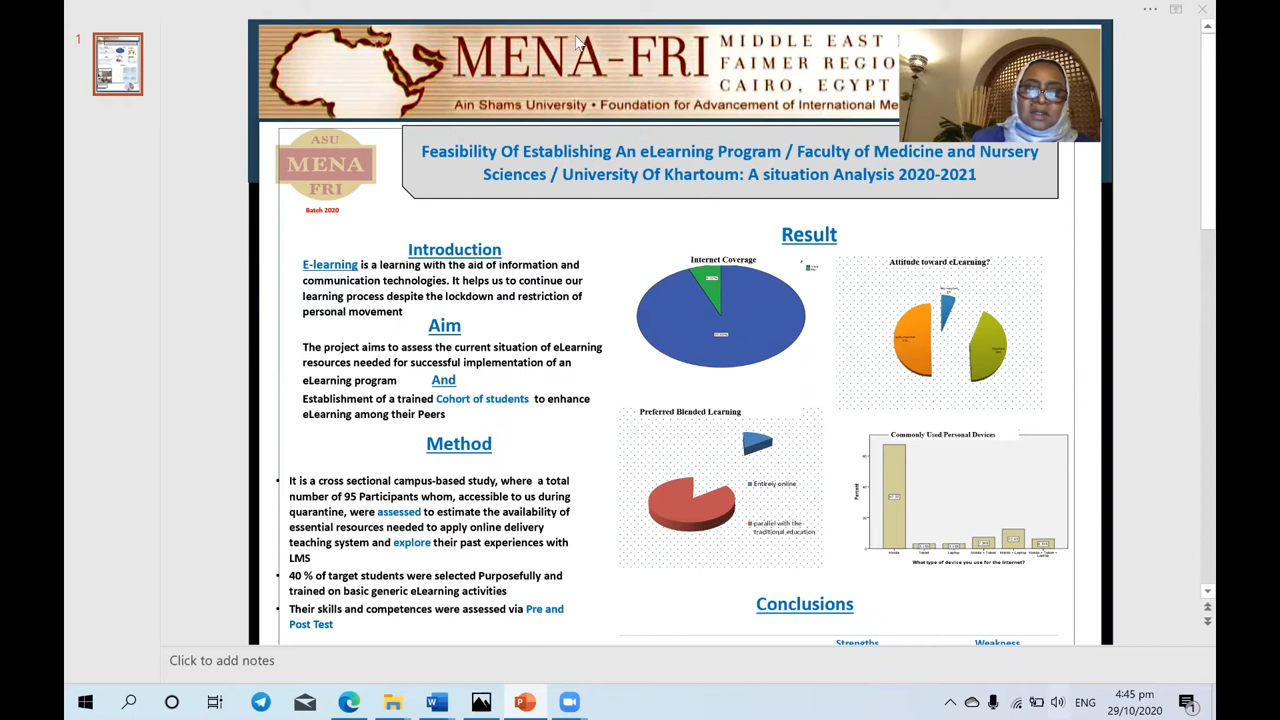 1
MENA-FRI
MIDDLE EAST
FAIMER REGIO
CAIRO, EGYPT
Ain Shams University • Foundation for Advancement of International Me
ASU
MENA
FRI
Batch 2020
Feasibility Of Establishing An eLearning Program / Faculty of Medicine and Nursery
Sciences / University Of Khartoum: A situation Analysis 2020-2021
Introduction
E-learning is a learning with the aid of information and
communication technologies. It helps us to continue our
learning process despite the lockdown and restriction of
personal movement
Aim
The project aims to assess the current situation of eLearning
resources needed for successful implementation of an
eLearning program And
Establishment of a trained Cohort of students to enhance
eLearning among their Peers
Method
• It is a cross sectional campus-based study, where a total
number of 95 Participants whom, accessible to us during
quarantine, were assessed to estimate the availability of
essential resources needed to apply online delivery
teaching system and explore their past experiences with
LMS
• 40 % of target students were selected Purposefully and
trained on basic generic eLearning activities
• Their skills and competences were assessed via Pre and
Post Test
Result
Internet Coverage
Attitude toward eLearning?
Preferred Blended Learning
Entirely online
parallel with the
traditional education
Commonly Used Personal Devices
Percent
Mobile
Tablet
Laptop
Mobile + Tablet
Mobile + Laptop
Mobile + Tablet +
Laptop
What type of device you use for the Internet?
Conclusions
Strengths
Weakness
Click to add notes
ENG
4:45 pm
29/10/2020